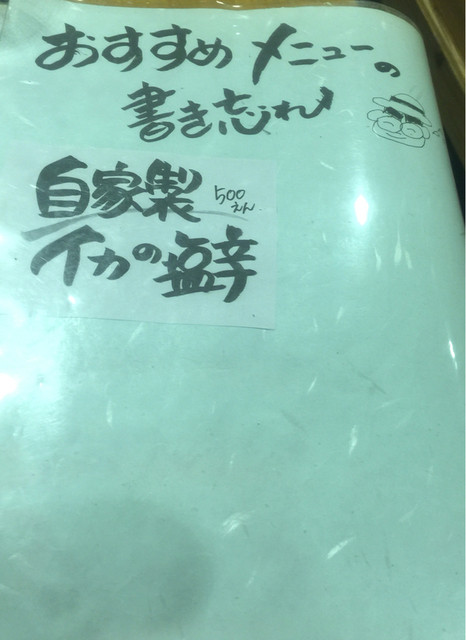 おすすめメニューの
書き忘れ
自家製 500えん
イカの塩辛